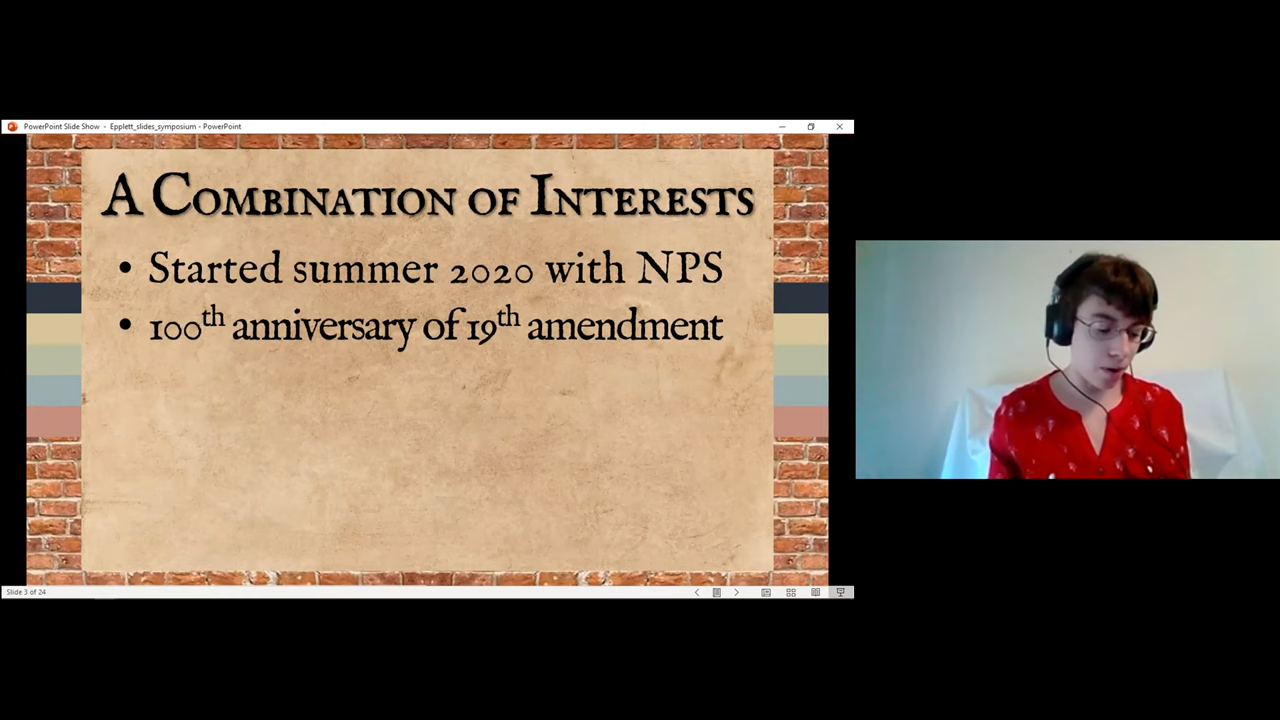 PowerPoint Slide Show - Epplett_slides_symposium - PowerPoint
A Combination of Interests
• Started summer 2020 with NPS
• 100th anniversary of 19th amendment
Slide 3 of 24